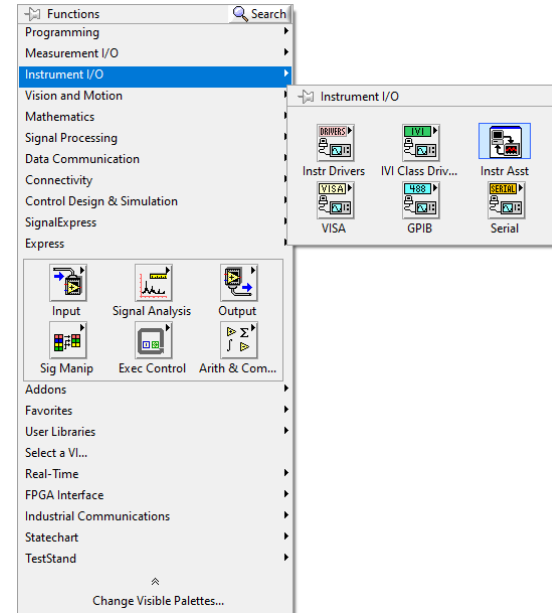 Functions
Search
Programming
Measurement I/O
Instrument I/O
Vision and Motion
Mathematics
Signal Processing
Data Communication
Connectivity
Control Design & Simulation
SignalExpress
Express
Input Signal Analysis Output
Sig Manip Exec Control Arith & Com...
Addons
Favorites
User Libraries
Select a VI...
Real-Time
FPGA Interface
Industrial Communications
Statechart
TestStand
Change Visible Palettes...
Instrument I/O
DRIVERS IVI
Instr Drivers IVI Class Driv... Instr Asst
VISA 488 SERIAL
VISA GPIB Serial